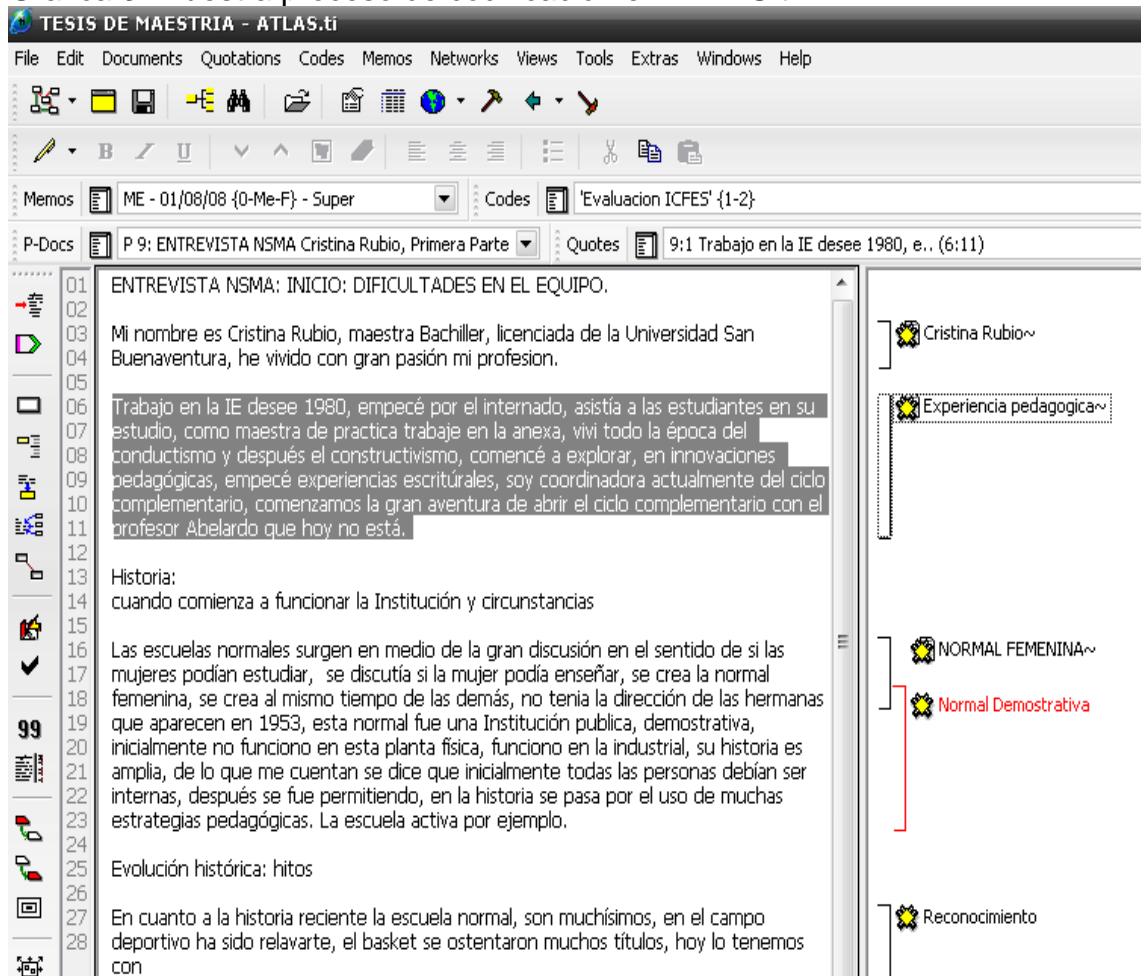 TESIS DE MAESTRIA - ATLAS.ti
File Edit Documents Quotations Codes Memos Networks Views Tools Extras Windows Help
B I U
Memos ME - 01/08/08 {0-Me-F} - Super Codes 'Evaluacion ICFES' {1-2}
P-Docs P 9: ENTREVISTA NSMA Cristina Rubio, Primera Parte Quotes 9:1 Trabajo en la IE desee 1980, e.. (6:11)
01 ENTREVISTA NSMA: INICIO: DIFICULTADES EN EL EQUIPO.
02
03 Mi nombre es Cristina Rubio, maestra Bachiller, licenciada de la Universidad San Cristina Rubio~
04 Buenaventura, he vivido con gran pasión mi profesion.
05
06 Trabajo en la IE desee 1980, empecé por el internado, asistía a las estudiantes en su Experiencia pedagogica~
07 estudio, como maestra de practica trabaje en la anexa, vivi todo la época del
08 conductismo y después el constructivismo, comencé a explorar, en innovaciones
09 pedagógicas, empecé experiencias escritúrales, soy coordinadora actualmente del ciclo
10 complementario, comenzamos la gran aventura de abrir el ciclo complementario con el
11 profesor Abelardo que hoy no está.
12
13 Historia:
14 cuando comienza a funcionar la Institución y circunstancias
15
16 Las escuelas normales surgen en medio de la gran discusión en el sentido de si las NORMAL FEMENINA~
17 mujeres podían estudiar, se discutía si la mujer podía enseñar, se crea la normal
18 femenina, se crea al mismo tiempo de las demás, no tenia la dirección de las hermanas Normal Demostrativa
19 que aparecen en 1953, esta normal fue una Institución publica, demostrativa,
20 inicialmente no funciono en esta planta física, funciono en la industrial, su historia es
21 amplia, de lo que me cuentan se dice que inicialmente todas las personas debían ser
22 internas, después se fue permitiendo, en la historia se pasa por el uso de muchas
23 estrategias pedagógicas. La escuela activa por ejemplo.
24
25 Evolución histórica: hitos
26
27 En cuanto a la historia reciente la escuela normal, son muchísimos, en el campo Reconocimiento
28 deportivo ha sido relavarte, el basket se ostentaron muchos títulos, hoy lo tenemos
con
99